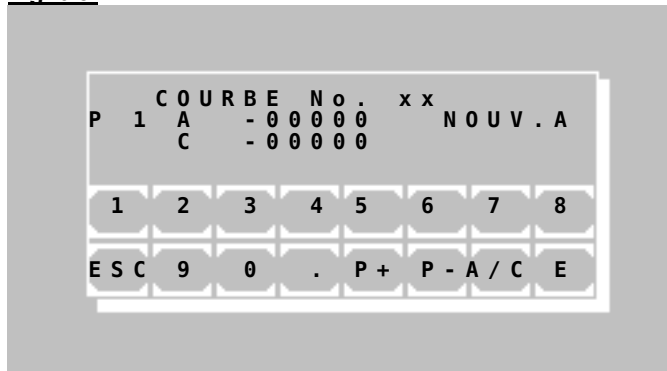 COURBE No. xx
P 1 A -00000 NOUV.A
C -00000
1 2 3 4 5 6 7 8
ESC 9 0 . P+ P- A/C E